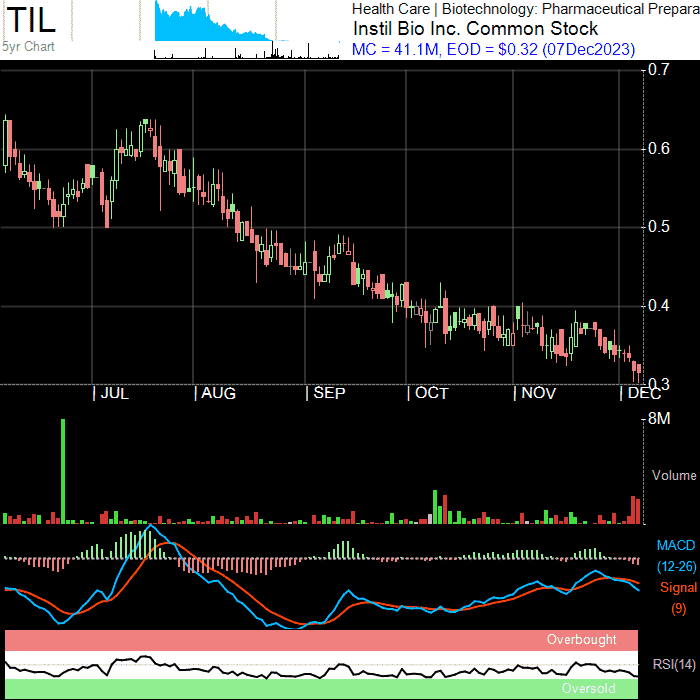 TIL
5yr Chart
Health Care | Biotechnology: Pharmaceutical Prepara
Instil Bio Inc. Common Stock
MC = 41.1M, EOD = $0.32 (07Dec2023)
0.7
0.6
0.5
0.4
0.3
| JUL | AUG | SEP | OCT | NOV | DEC
8M
Volume
MACD
(12-26)
Signal
(9)
Overbought
RSI(14)
Oversold